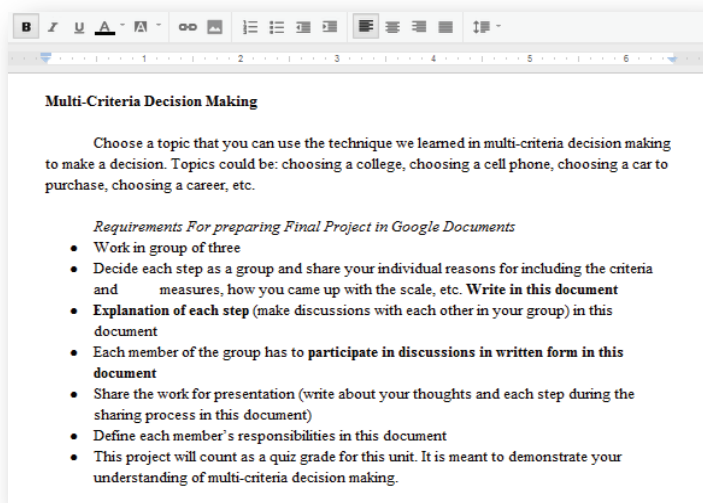 B I U A A
1 2 3 4 5 6
Multi-Criteria Decision Making
Choose a topic that you can use the technique we learned in multi-criteria decision making
to make a decision. Topics could be: choosing a college, choosing a cell phone, choosing a car to
purchase, choosing a career, etc.
Requirements For preparing Final Project in Google Documents
● Work in group of three
● Decide each step as a group and share your individual reasons for including the criteria
and measures, how you came up with the scale, etc. Write in this document
● Explanation of each step (make discussions with each other in your group) in this
document
● Each member of the group has to participate in discussions in written form in this
document
● Share the work for presentation (write about your thoughts and each step during the
sharing process in this document)
● Define each member's responsibilities in this document
● This project will count as a quiz grade for this unit. It is meant to demonstrate your
understanding of multi-criteria decision making.